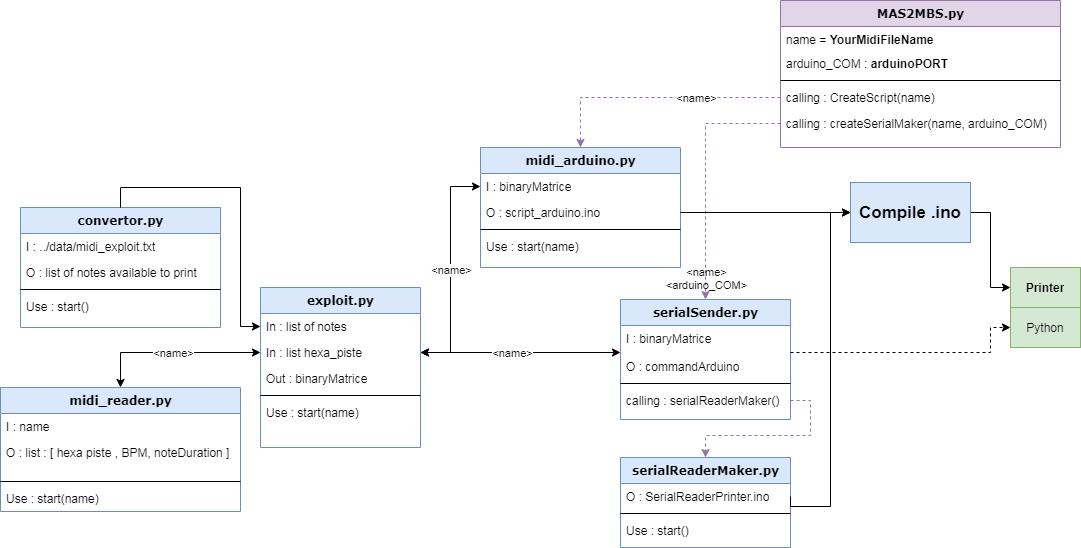 MAS2MBS.py
name = YourMidiFileName
arduino_COM : arduinoPORT
calling : CreateScript(name)
calling : createSerialMaker(name, arduino_COM)
<name>
midi_arduino.py
I : binaryMatrice
O : script_arduino.ino
Use : start(name)
Compile .ino
convertor.py
I : ../data/midi_exploit.txt
O : list of notes available to print
Use : start()
<name>
<name>
<arduino_COM>
Printer
Python
exploit.py
In : list of notes
In : list hexa_piste
Out : binaryMatrice
Use : start(name)
<name>
<name>
serialSender.py
I : binaryMatrice
O : commandArduino
calling : serialReaderMaker()
midi_reader.py
I : name
O : list : [ hexa piste , BPM, noteDuration ]
Use : start(name)
serialReaderMaker.py
O : SerialReaderPrinter.ino
Use : start()